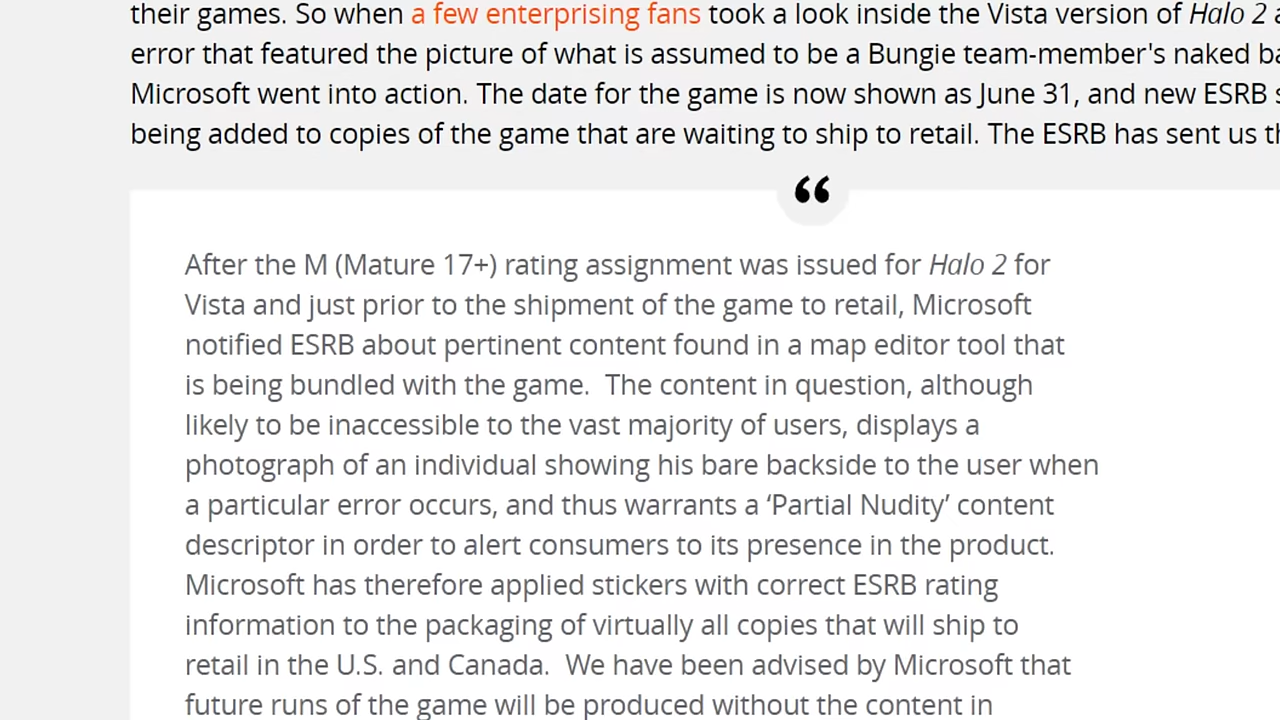 their games. So when a few enterprising fans took a look inside the Vista version of Halo 2
error that featured the picture of what is assumed to be a Bungie team-member's naked
Microsoft went into action. The date for the game is now shown as June 31, and new ESRB
being added to copies of the game that are waiting to ship to retail. The ESRB has sent us
“
After the M (Mature 17+) rating assignment was issued for Halo 2 for
Vista and just prior to the shipment of the game to retail, Microsoft
notified ESRB about pertinent content found in a map editor tool that
is being bundled with the game.  The content in question, although
likely to be inaccessible to the vast majority of users, displays a
photograph of an individual showing his bare backside to the user when
a particular error occurs, and thus warrants a ‘Partial Nudity’ content
descriptor in order to alert consumers to its presence in the product.
Microsoft has therefore applied stickers with correct ESRB rating
information to the packaging of virtually all copies that will ship to
retail in the U.S. and Canada.  We have been advised by Microsoft that
future runs of the game will be produced without the content in